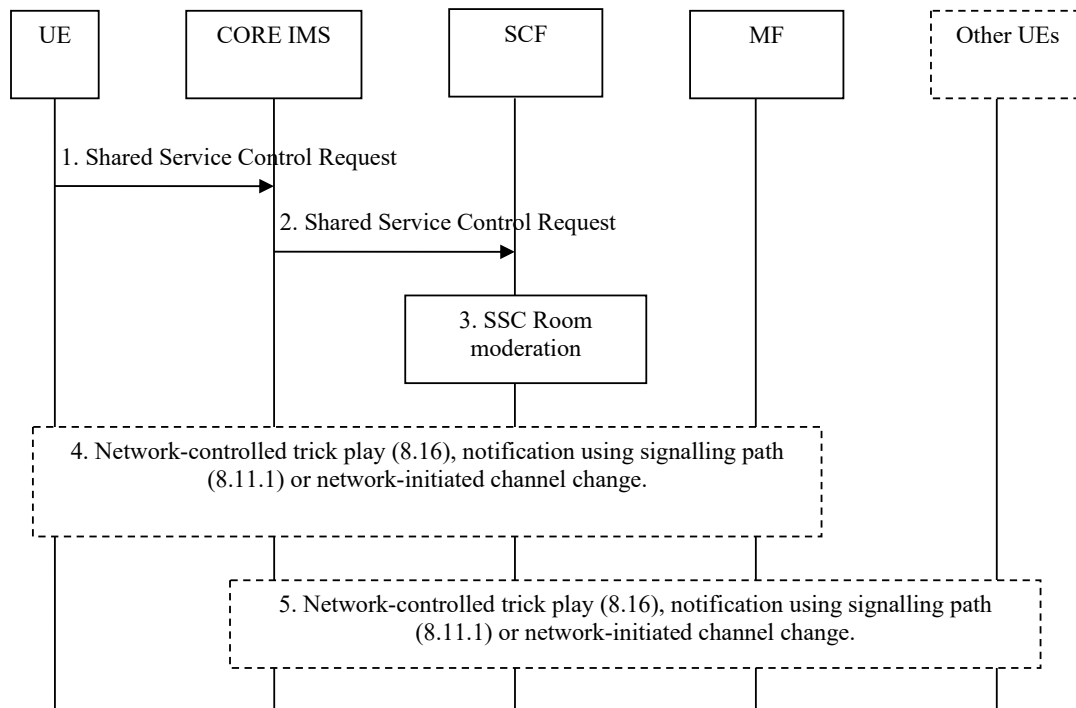 UE
CORE IMS
SCF
MF
Other UEs
1. Shared Service Control Request
2. Shared Service Control Request
3. SSC Room
moderation
4. Network-controlled trick play (8.16), notification using signalling path
(8.11.1) or network-initiated channel change.
5. Network-controlled trick play (8.16), notification using signalling path
(8.11.1) or network-initiated channel change.